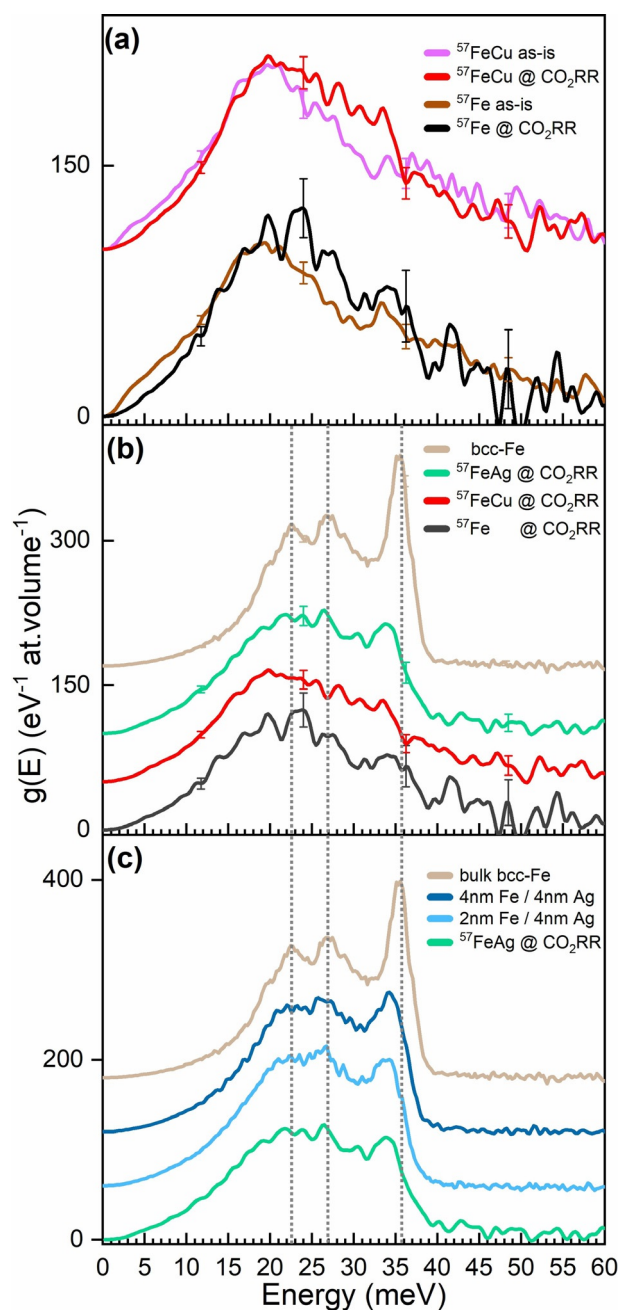 (a)
⁵⁷FeCu as-is
⁵⁷FeCu @ CO₂RR
⁵⁷Fe as-is
⁵⁷Fe @ CO₂RR
150
0
(b)
bcc-Fe
⁵⁷FeAg @ CO₂RR
⁵⁷FeCu @ CO₂RR
⁵⁷Fe @ CO₂RR
300
150
0
g(E) (eV⁻¹ at.volume⁻¹)
(c)
bulk bcc-Fe
4nm Fe / 4nm Ag
2nm Fe / 4nm Ag
⁵⁷FeAg @ CO₂RR
400
200
0
0 5 10 15 20 25 30 35 40 45 50 55 60
Energy (meV)